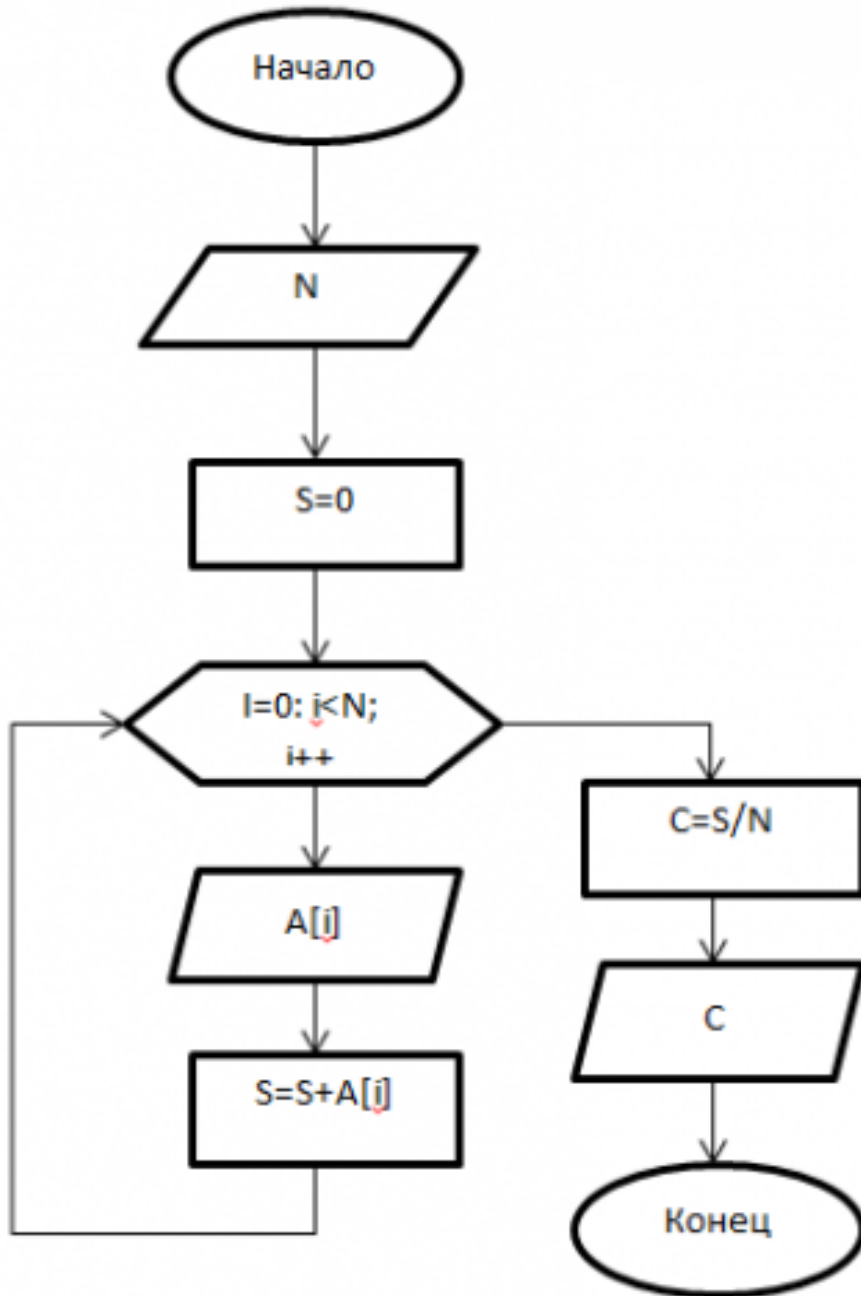 Начало
N
S=0
I=0: i<N;
i++
A[i]
S=S+A[i]
C=S/N
C
Конец